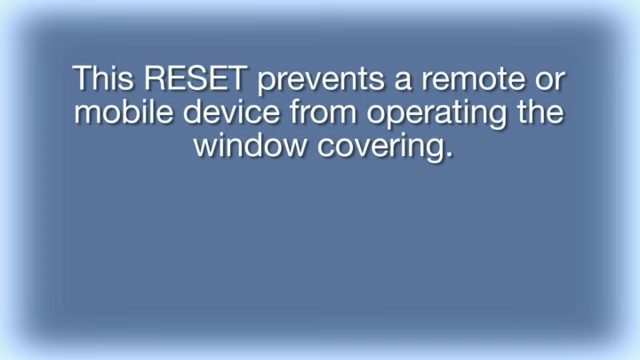 This RESET prevents a remote or
mobile device from operating the
window covering.